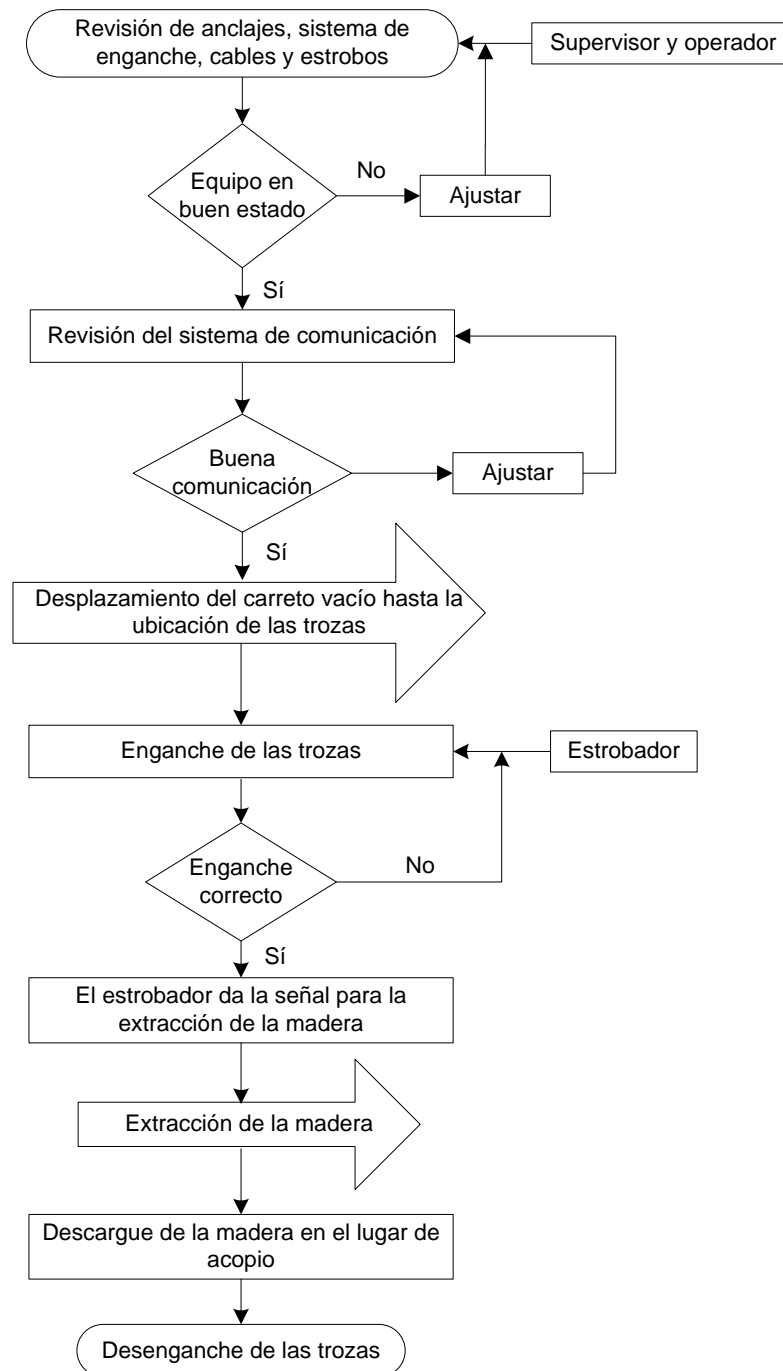 Revisión de anclajes, sistema de
enganche, cables y estrobos
Supervisor y operador
Equipo en
buen estado
No
Ajustar
Sí
Revisión del sistema de comunicación
Buena
comunicación
Ajustar
Sí
Desplazamiento del carreto vacío hasta la
ubicación de las trozas
Enganche de las trozas
Estrobador
Enganche
correcto
No
Sí
El estrobador da la señal para la
extracción de la madera
Extracción de la madera
Descargue de la madera en el lugar de
acopio
Desenganche de las trozas